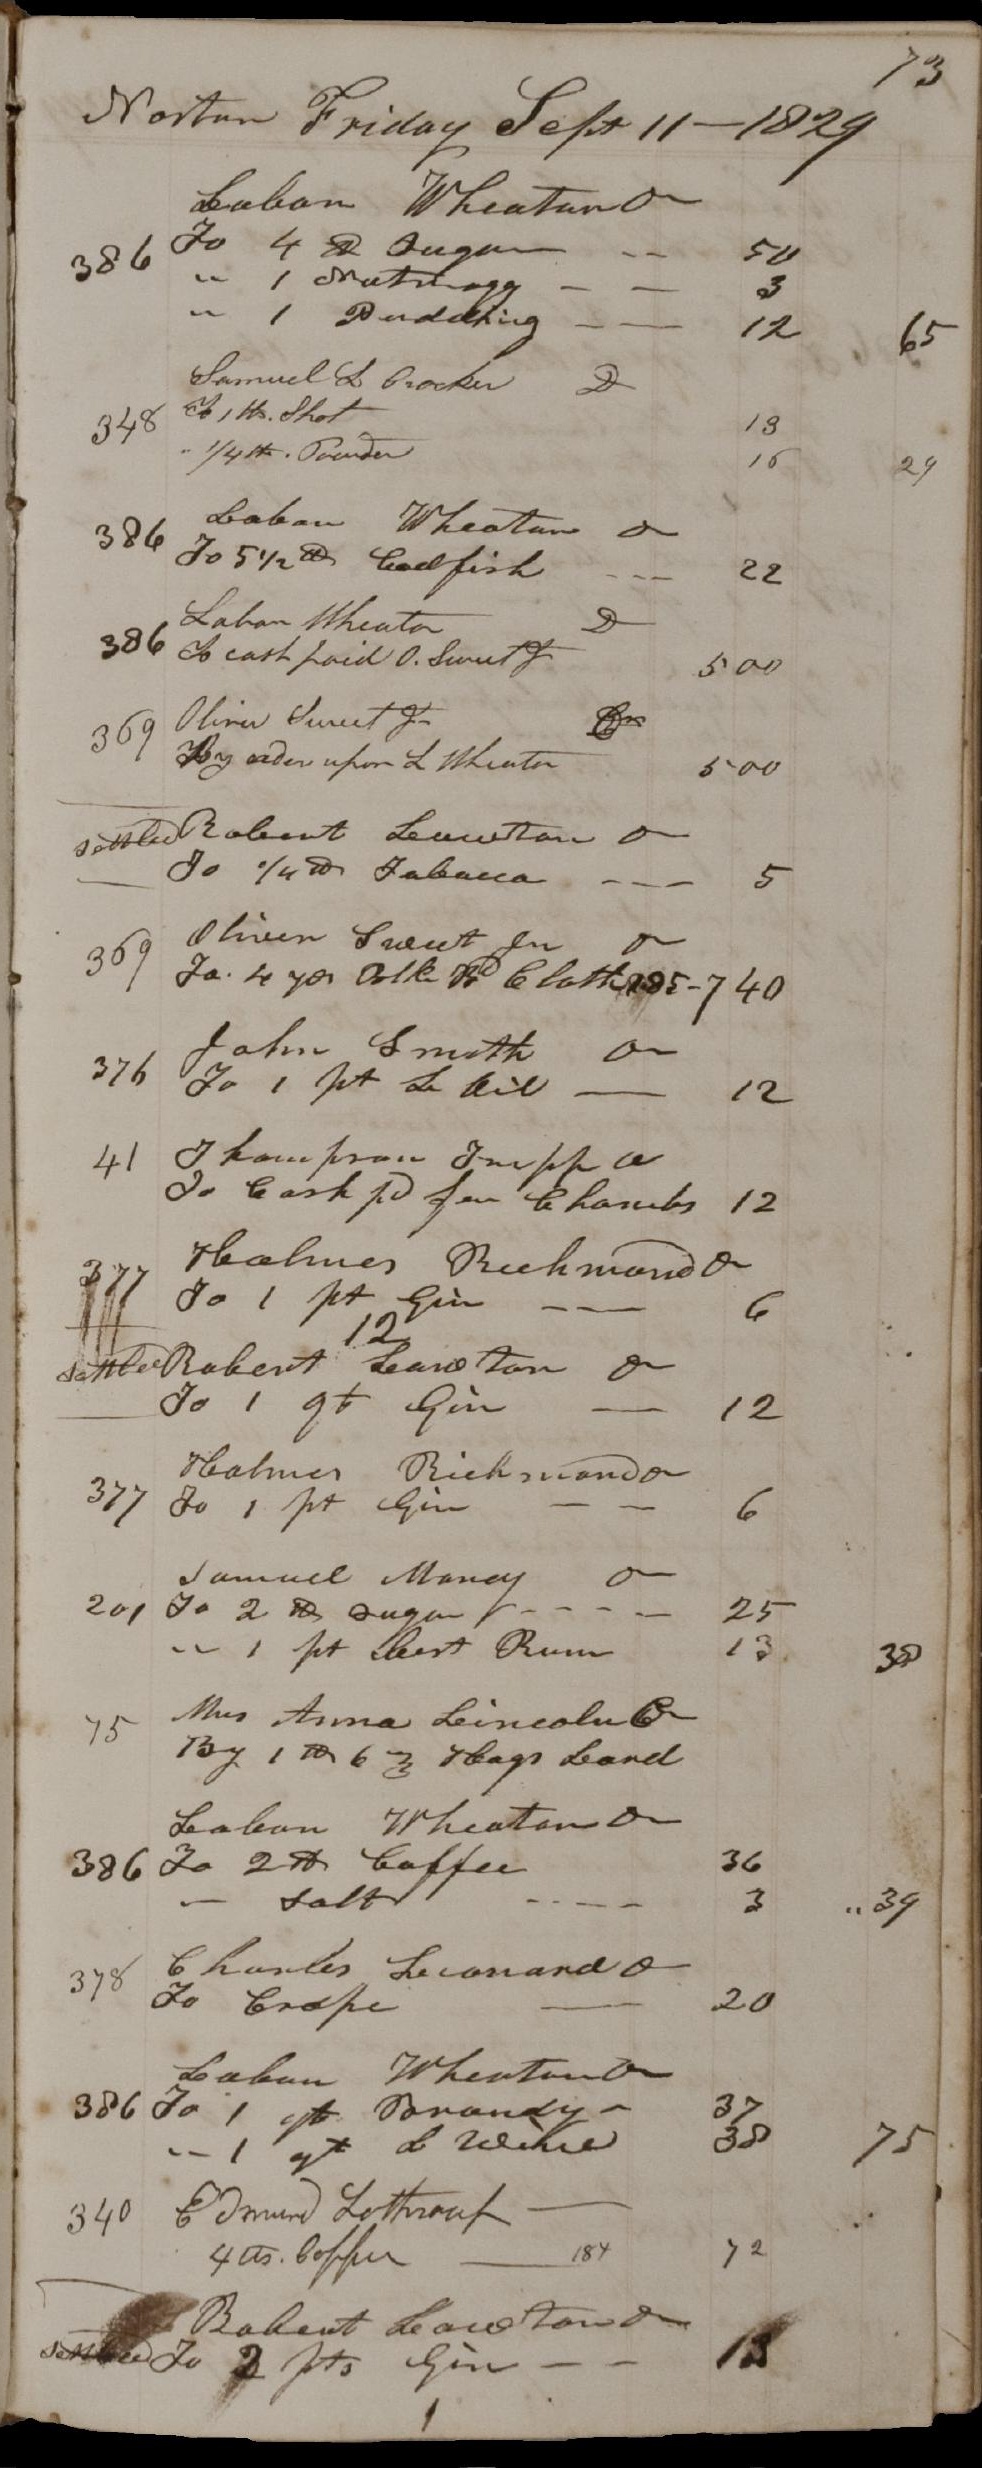 73
Norton Friday Sept 11 - 1829
Laban Wheaton Dr
386 To 4 lb Sugar -- 50
" 1 Nutmegg -- 3
" 1 Pudding -- 12 65
Samuel L Crocker Dr
348 To 1 lb. Shot 13
" 1/4 lb. Powder 16 29
386 Laban Wheaton Dr
To 5 1/2 lb Codfish --- 22
Laban Wheaton Dr
386 To cash paid O. Sweet Jr 5 00
369 Oliver Sweet Jr Cr
By order upon L Wheaton 5 00
settled Robert Lawton Dr
To 1/4 lb Tobacco --- 5
369 Oliver Sweet Jr Dr
To 4 yds Cloth 185 - 7 40
376 John Smith Dr
To 1 pt L Oil — 12
41 Thompson Tripp Dr
To Cash pd for Chambs 12
377 Holmes Richmond Dr
To 1 pt Gin -- 6
12
settled Robert Lawton Dr
To 1 qt Gin — 12
377 Holmes Richmond Dr
To 1 pt Gin -- 6
Samuel Morey Dr
201 To 2 lb Sugar ---- 25
" 1 pt best Rum 13 38
75 Mrs Anna Lincoln Cr
By 1 lb 6 oz Hogs Lard
Laban Wheaton Dr
386 To 2 lb Coffee 36
" Salt ---- 3 " 39
378 Charles Leonard Dr
To Crape — 20
Laban Wheaton Dr
386 To 1 qt Brandy - 37
" 1 qt L Wine 38 75
340 Edmund Lothroup —
4 lbs. Coffee — 184 72
Robert Lawton Dr
settled To 2 pts Gin --
1